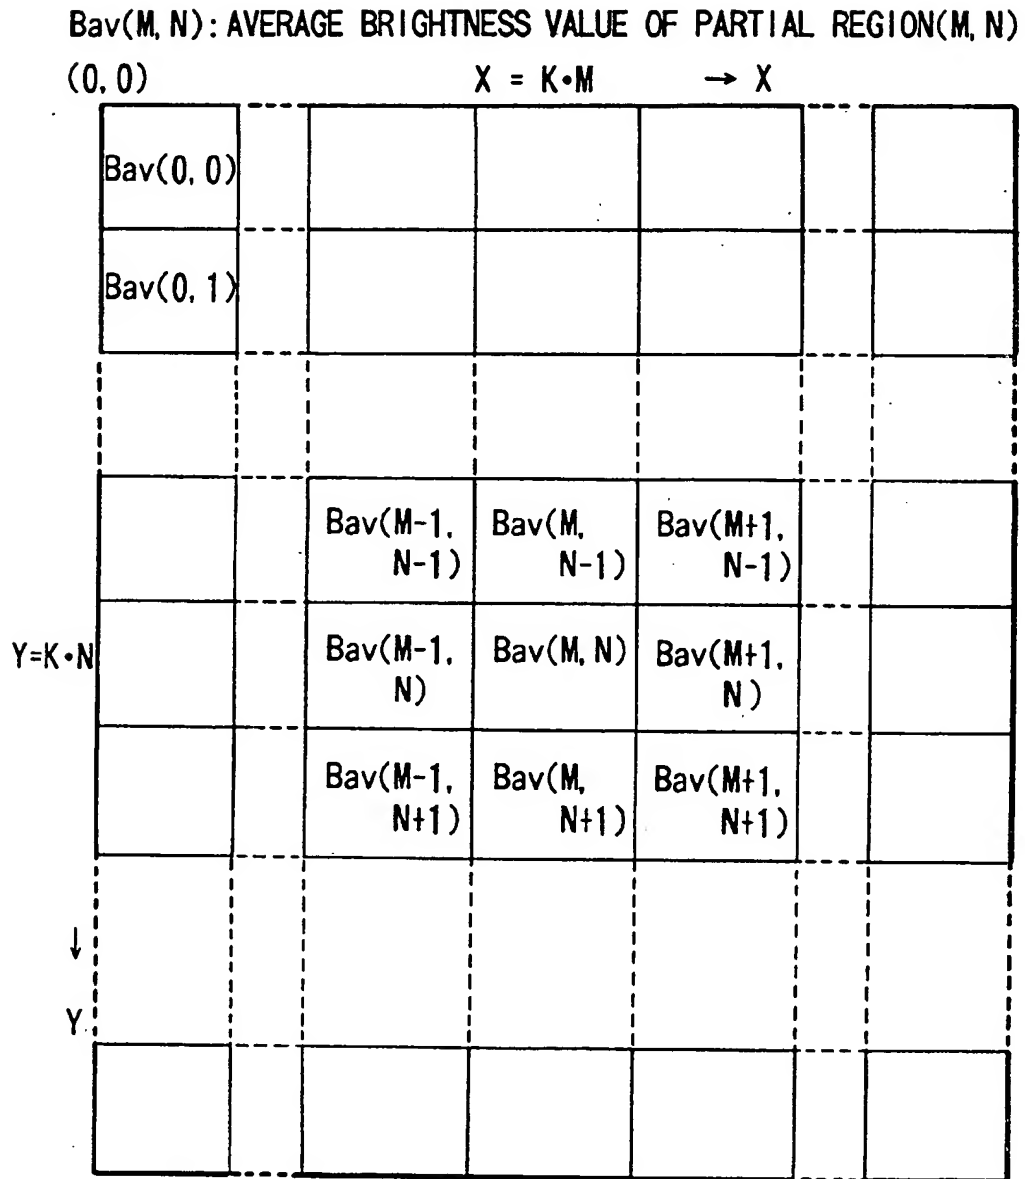 Bav(M, N): AVERAGE BRIGHTNESS VALUE OF PARTIAL REGION(M, N)
(0, 0) X = K•M → X
Bav(0, 0)
Bav(0, 1)
Bav(M-1, Bav(M, Bav(M+1,
N-1) N-1) N-1)
Y=K•N Bav(M-1, Bav(M, N) Bav(M+1,
N) N)
Bav(M-1, Bav(M, Bav(M+1,
N+1) N+1) N+1)
↓
Y